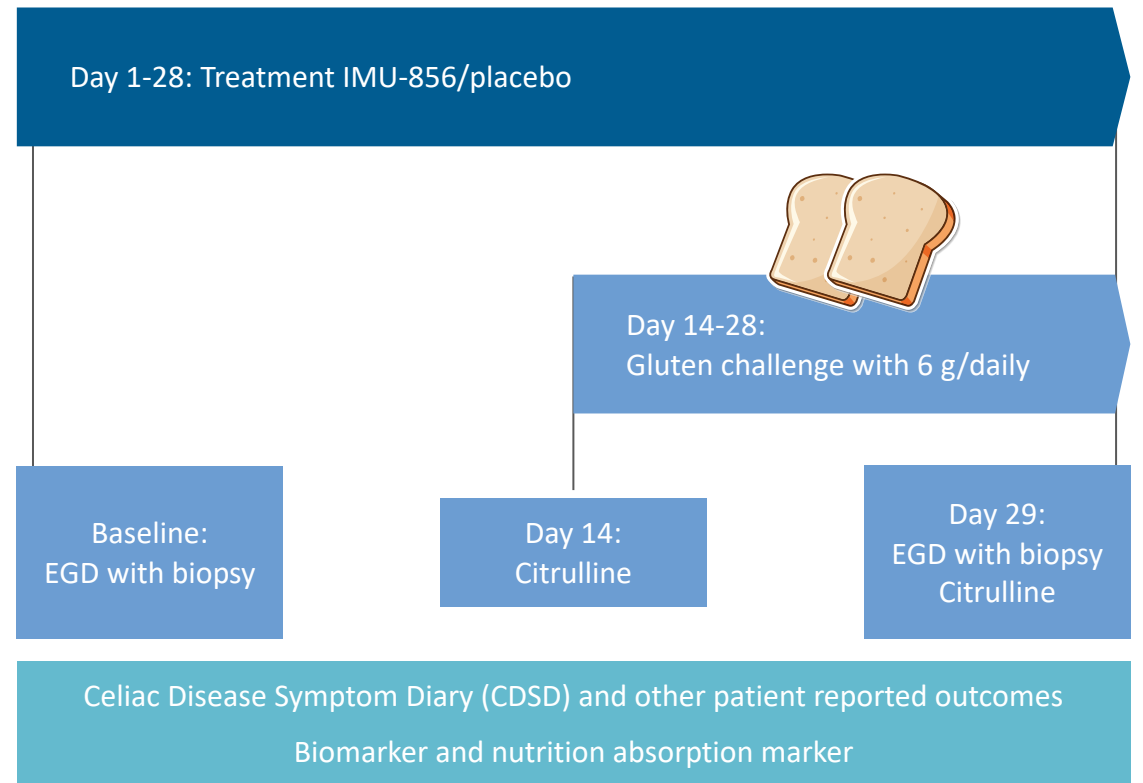 Day 1-28: Treatment IMU-856/placebo
Day 14-28:
Gluten challenge with 6 g/daily
Baseline:
EGD with biopsy
Day 14:
Citrulline
Day 29:
EGD with biopsy
Citrulline
Celiac Disease Symptom Diary (CDSD) and other patient reported outcomes
Biomarker and nutrition absorption marker